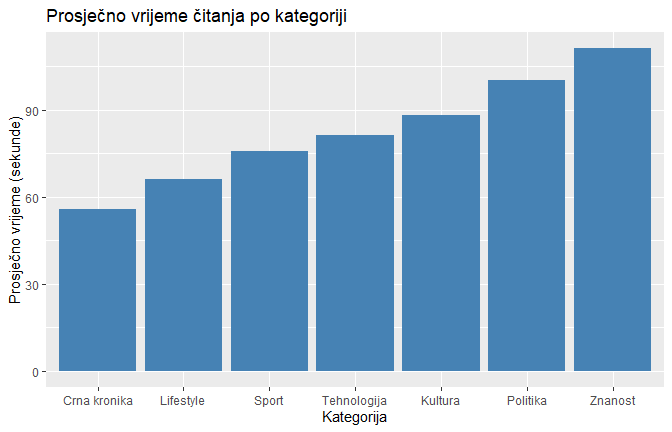 Prosječno vrijeme čitanja po kategoriji
Prosječno vrijeme (sekunde)
90
60
30
0
Crna kronika Lifestyle Sport Tehnologija Kultura Politika Znanost
Kategorija